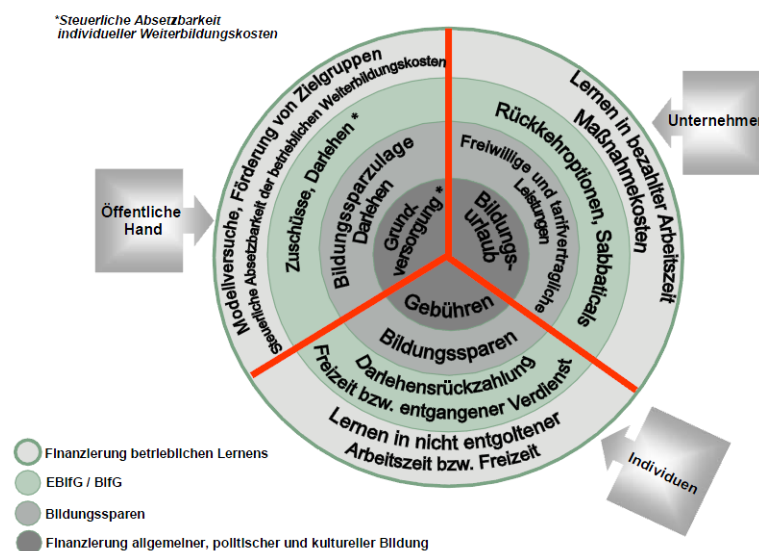 *Steuerliche Absetzbarkeit
individueller Weiterbildungskosten
Öffentliche
Hand
Modellversuche, Förderung von Zielgruppen
Steuerliche Absetzbarkeit der betrieblichen Weiterbildungskosten
Zuschüsse, Darlehen *
Bildungssparzulage
Darlehen
Grund-
versorgung *
Unternehmen
Lernen in bezahlter Arbeitszeit
Maßnahmekosten
Rückkehroptionen, Sabbaticals
Freiwillige und tarifvertragliche
Leistungen
Bildungs-
urlaub
Gebühren
Bildungssparen
Darlehensrückzahlung
Freizeit bzw. entgangener Verdienst
Lernen in nicht entgoltener
Arbeitszeit bzw. Freizeit
Individuen
Finanzierung betrieblichen Lernens
EBifG / BifG
Bildungssparen
Finanzierung allgemeiner, politischer und kultureller Bildung